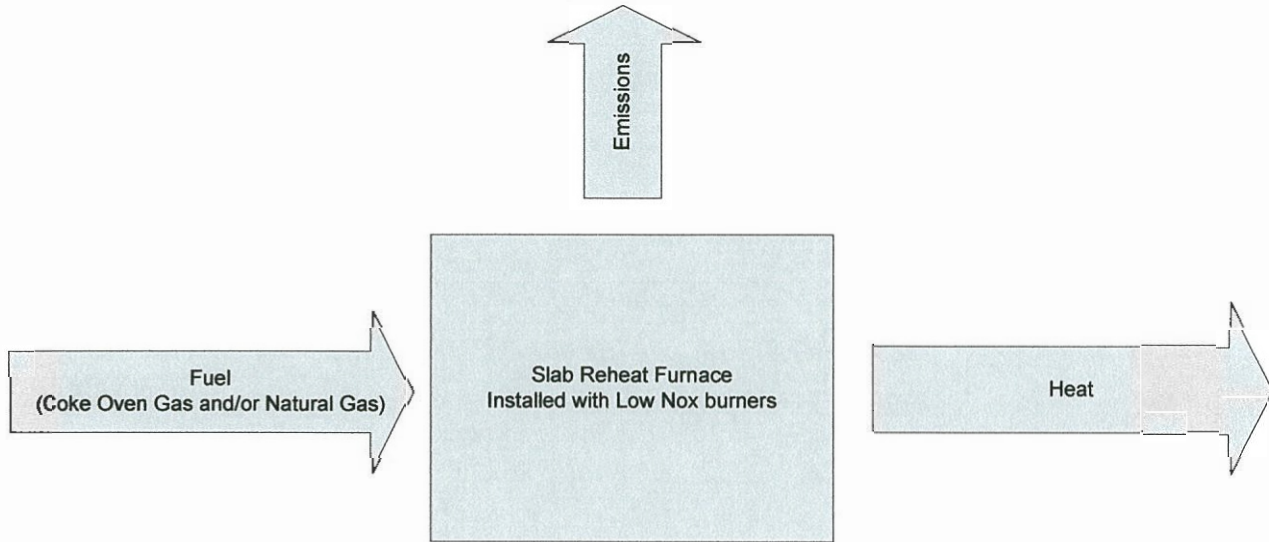 Emissions
Fuel
(Coke Oven Gas and/or Natural Gas)
Slab Reheat Furnace
Installed with Low Nox burners
Heat